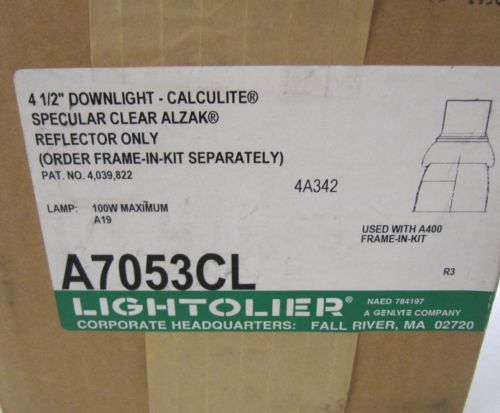 4 1/2" DOWNLIGHT - CALCULITE®
SPECULAR CLEAR ALZAK®
REFLECTOR ONLY
(ORDER FRAME-IN-KIT SEPARATELY)
PAT. NO. 4,039,822
4A342
LAMP: 100W MAXIMUM
A19
USED WITH A400
FRAME-IN-KIT
A7053CL
R3
LIGHTOLIER®
NAED 784197
A GENLYTE COMPANY
CORPORATE HEADQUARTERS: FALL RIVER, MA 02720